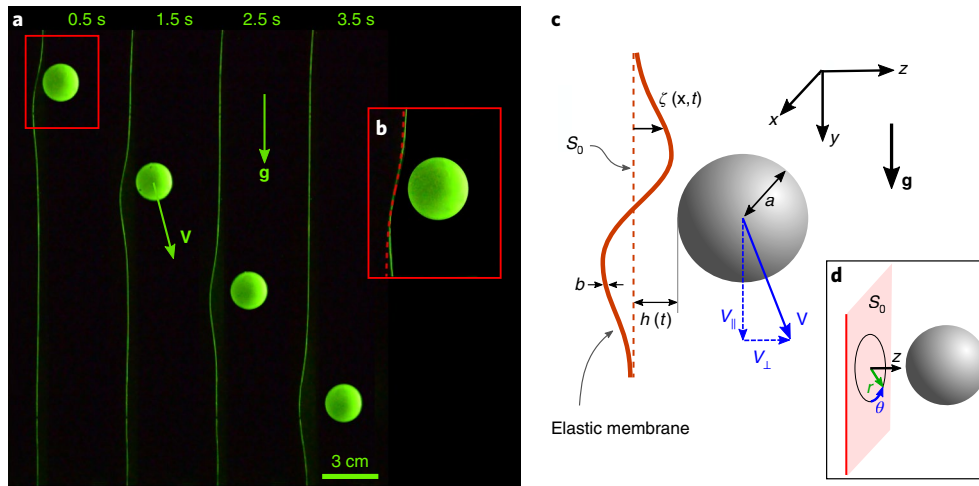 a
0.5 s 1.5 s 2.5 s 3.5 s
g
V
3 cm
b
c
ζ (x,t)
S0
a
b
h (t)
V∥
V⊥
V
Elastic membrane
x
y
z
g
d
S0
z
r
θ